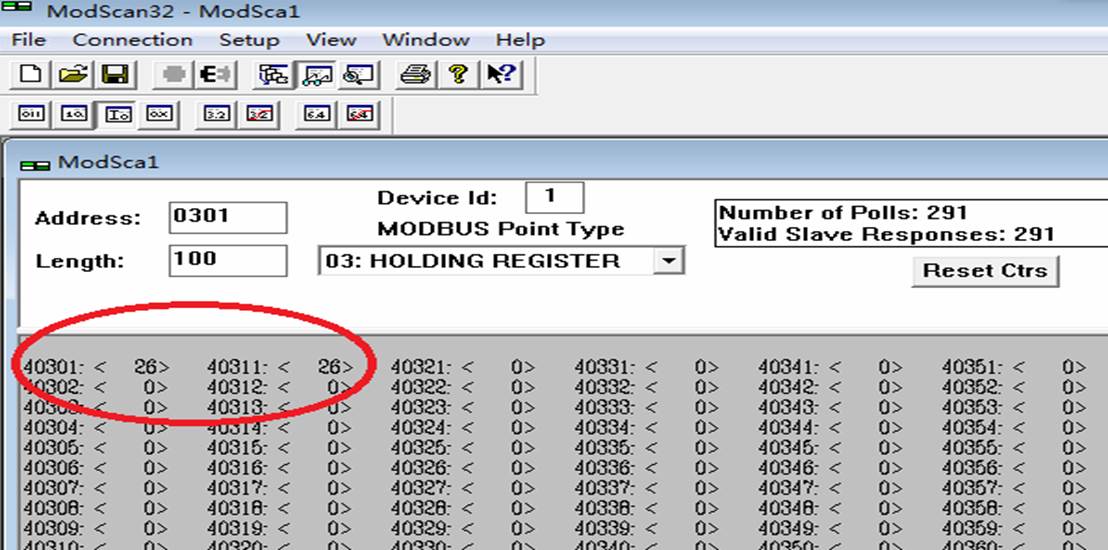 ModScan32 - ModSca1
File Connection Setup View Window Help
ModSca1
Address: 0301
Device Id: 1
MODBUS Point Type
Length: 100
03: HOLDING REGISTER
Number of Polls: 291
Valid Slave Responses: 291
Reset Ctrs
40301: < 26> 40311: < 26> 40321: < 0> 40331: < 0> 40341: < 0> 40351: < 0>
40302: < 0> 40312: < 0> 40322: < 0> 40332: < 0> 40342: < 0> 40352: < 0>
40303: < 0> 40313: < 0> 40323: < 0> 40333: < 0> 40343: < 0> 40353: < 0>
40304: < 0> 40314: < 0> 40324: < 0> 40334: < 0> 40344: < 0> 40354: < 0>
40305: < 0> 40315: < 0> 40325: < 0> 40335: < 0> 40345: < 0> 40355: < 0>
40306: < 0> 40316: < 0> 40326: < 0> 40336: < 0> 40346: < 0> 40356: < 0>
40307: < 0> 40317: < 0> 40327: < 0> 40337: < 0> 40347: < 0> 40357: < 0>
40308: < 0> 40318: < 0> 40328: < 0> 40338: < 0> 40348: < 0> 40358: < 0>
40309: < 0> 40319: < 0> 40329: < 0> 40339: < 0> 40349: < 0> 40359: < 0>
40310: < 0> 40320: < 0> 40330: < 0> 40340: < 0> 40350: < 0> 40360: < 0>